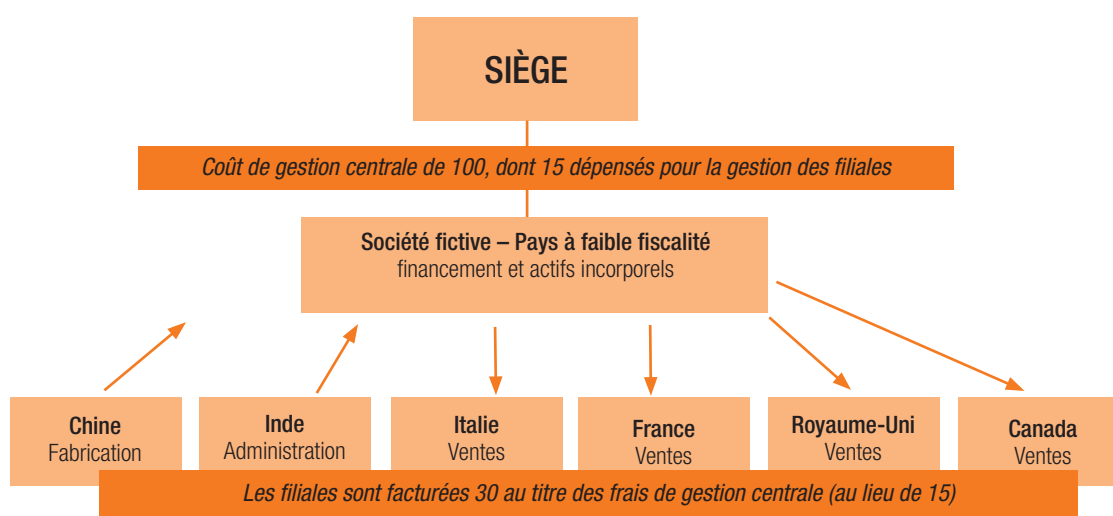 SIÈGE
Coût de gestion centrale de 100, dont 15 dépensés pour la gestion des filiales
Société fictive – Pays à faible fiscalité
financement et actifs incorporels
Chine
Fabrication
Inde
Administration
Italie
Ventes
France
Ventes
Royaume-Uni
Ventes
Canada
Ventes
Les filiales sont facturées 30 au titre des frais de gestion centrale (au lieu de 15)